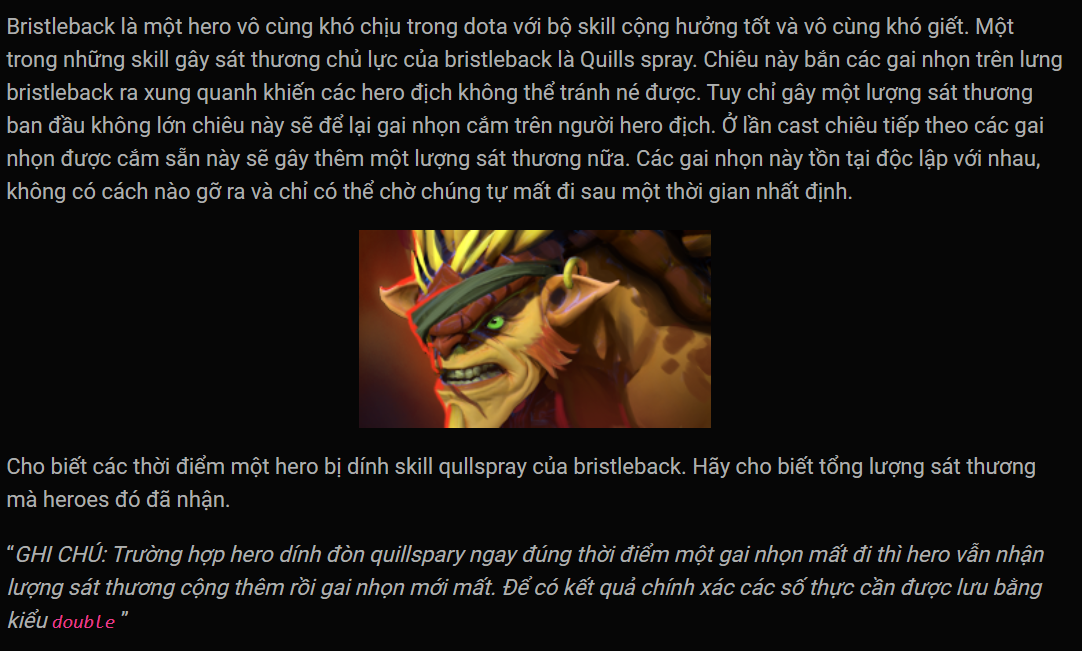 Bristleback là một hero vô cùng khó chịu trong dota với bộ skill cộng hưởng tốt và vô cùng khó giết. Một
trong những skill gây sát thương chủ lực của bristleback là Quills spray. Chiêu này bắn các gai nhọn trên lưng
bristleback ra xung quanh khiến các hero địch không thể tránh né được. Tuy chỉ gây một lượng sát thương
ban đầu không lớn chiêu này sẽ để lại gai nhọn cắm trên người hero địch. Ở lần cast chiêu tiếp theo các gai
nhọn được cắm sẵn này sẽ gây thêm một lượng sát thương nữa. Các gai nhọn này tồn tại độc lập với nhau,
không có cách nào gỡ ra và chỉ có thể chờ chúng tự mất đi sau một thời gian nhất định.
Cho biết các thời điểm một hero bị dính skill qullspray của bristleback. Hãy cho biết tổng lượng sát thương
mà heroes đó đã nhận.
“GHI CHÚ: Trường hợp hero dính đòn quillspary ngay đúng thời điểm một gai nhọn mất đi thì hero vẫn nhận
lượng sát thương cộng thêm rồi gai nhọn mới mất. Để có kết quả chính xác các số thực cần được lưu bằng
kiểu double ”